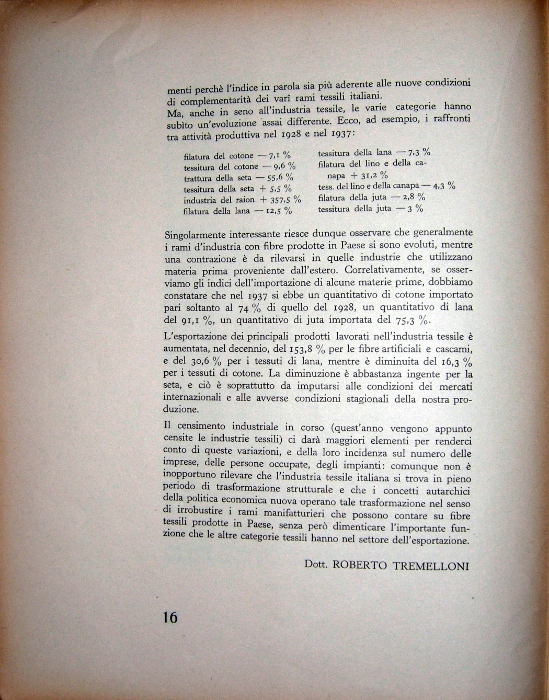 menti perchè l'indice in parola sia più aderente alle nuove condizioni
di complementarità dei vari rami tessili italiani.
Ma, anche in seno all'industria tessile, le varie categorie hanno
subito un'evoluzione assai differente. Ecco, ad esempio, i raffronti
tra attività produttiva nel 1928 e nel 1937:
filatura del cotone — 7,1 %
tessitura del cotone — 9,6 %
trattura della seta — 55,6 %
tessitura della seta + 5,5 %
industria del raion + 357,5 %
filatura della lana — 12,5 %
tessitura della lana — 7,3 %
filatura del lino e della ca-
napa + 31,2 %
tess. del lino e della canapa — 4,3 %
filatura della juta — 2,8 %
tessitura della juta — 3 %
Singolarmente interessante riesce dunque osservare che generalmente
i rami d'industria con fibre prodotte in Paese si sono evoluti, mentre
una contrazione è da rilevarsi in quelle industrie che utilizzano
materia prima proveniente dall'estero. Correlativamente, se osser-
viamo gli indici dell'importazione di alcune materie prime, dobbiamo
constatare che nel 1937 si ebbe un quantitativo di cotone importato
pari soltanto al 74 % di quello del 1928, un quantitativo di lana
del 91,1 %, un quantitativo di juta importata del 75,3 %.
L'esportazione dei principali prodotti lavorati nell'industria tessile è
aumentata, nel decennio, del 153,8 % per le fibre artificiali e cascami,
e del 30,6 % per i tessuti di lana, mentre è diminuita del 16,3 %
per i tessuti di cotone. La diminuzione è abbastanza ingente per la
seta, e ciò è soprattutto da imputarsi alle condizioni dei mercati
internazionali e alle avverse condizioni stagionali della nostra pro-
duzione.
Il censimento industriale in corso (quest'anno vengono appunto
censite le industrie tessili) ci darà maggiori elementi per renderci
conto di queste variazioni, e della loro incidenza sul numero delle
imprese, delle persone occupate, degli impianti: comunque non è
inopportuno rilevare che l'industria tessile italiana si trova in pieno
periodo di trasformazione strutturale e che i concetti autarchici
della politica economica nuova operano tale trasformazione nel senso
di irrobustire i rami manifatturieri che possono contare su fibre
tessili prodotte in Paese, senza però dimenticare l'importante fun-
zione che le altre categorie tessili hanno nel settore dell'esportazione.
Dott. ROBERTO TREMELLONI
16